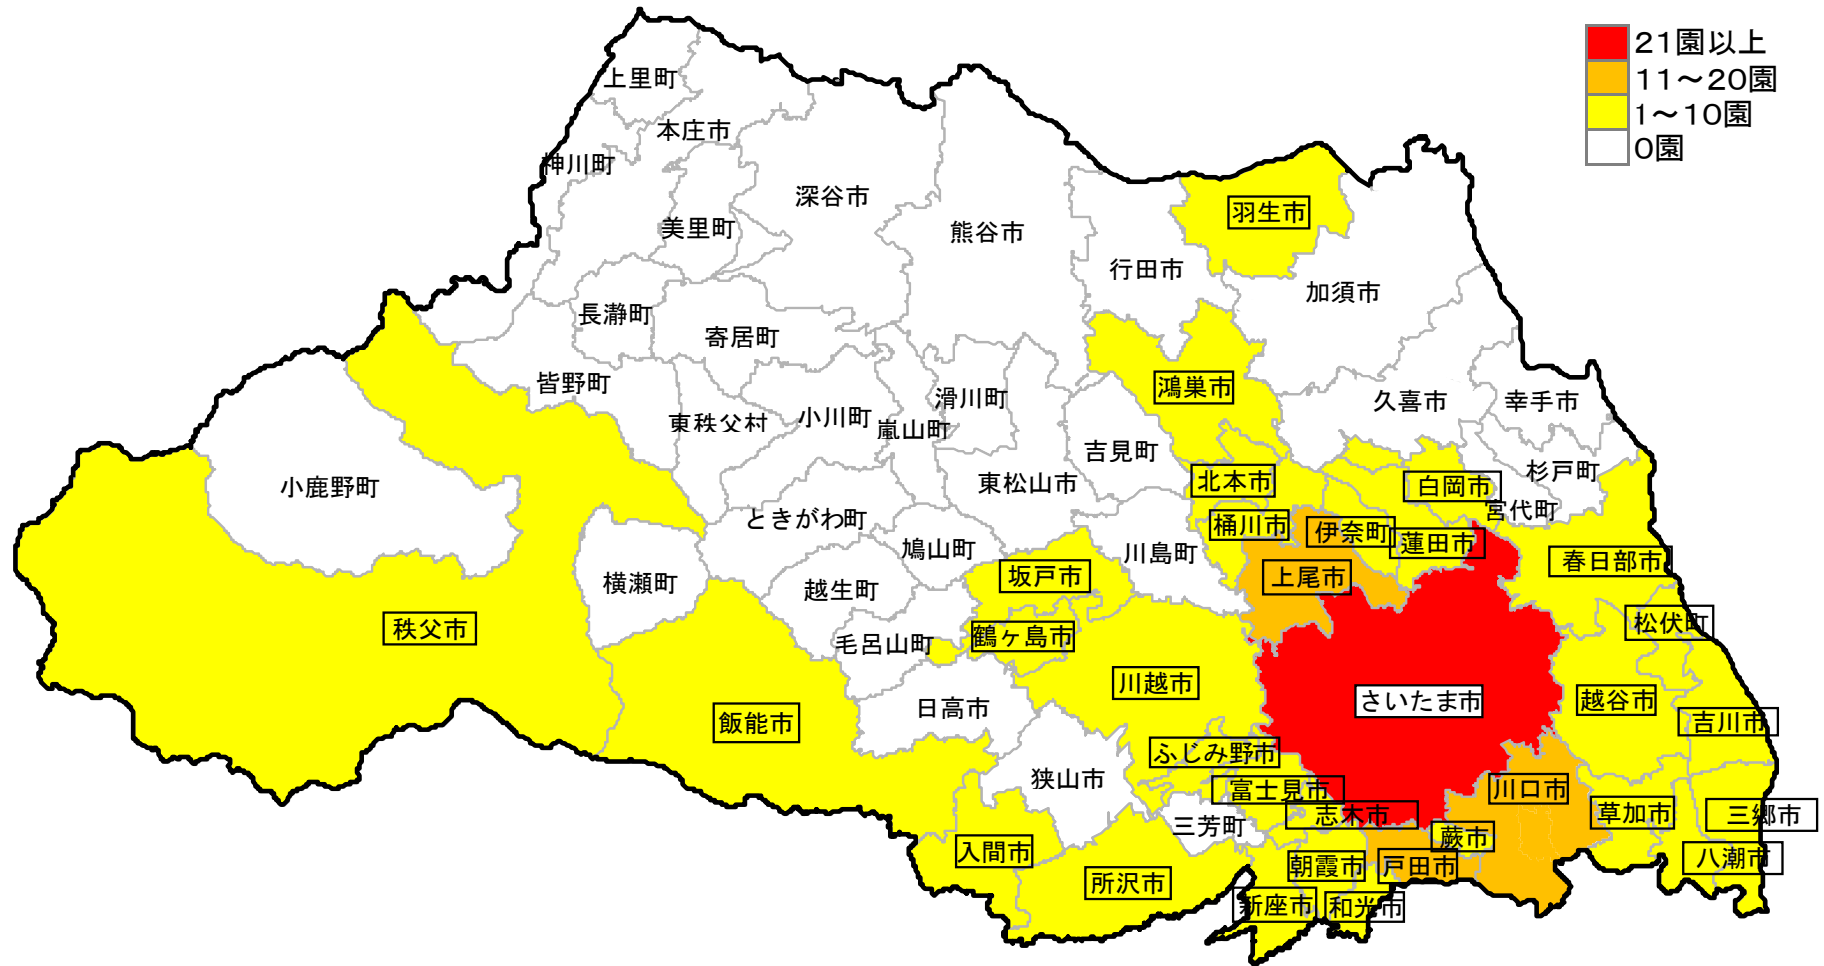 21園以上
11～20園
1～10園
0園
上里町
本庄市
神川町
深谷市
美里町
熊谷市
羽生市
行田市
加須市
長瀞町
寄居町
皆野町
鴻巣市
久喜市
幸手市
滑川町
東秩父村
小川町
嵐山町
吉見町
小鹿野町
東松山市
北本市
白岡市
杉戸町
宮代町
ときがわ町
桶川市
伊奈町
蓮田市
鳩山町
川島町
春日部市
横瀬町
越生町
坂戸市
上尾市
秩父市
毛呂山町
鶴ヶ島市
松伏町
川越市
さいたま市
越谷市
日高市
飯能市
吉川市
ふじみ野市
狭山市
富士見市
川口市
志木市
草加市
三郷市
三芳町
蕨市
入間市
朝霞市
戸田市
八潮市
所沢市
新座市
和光市